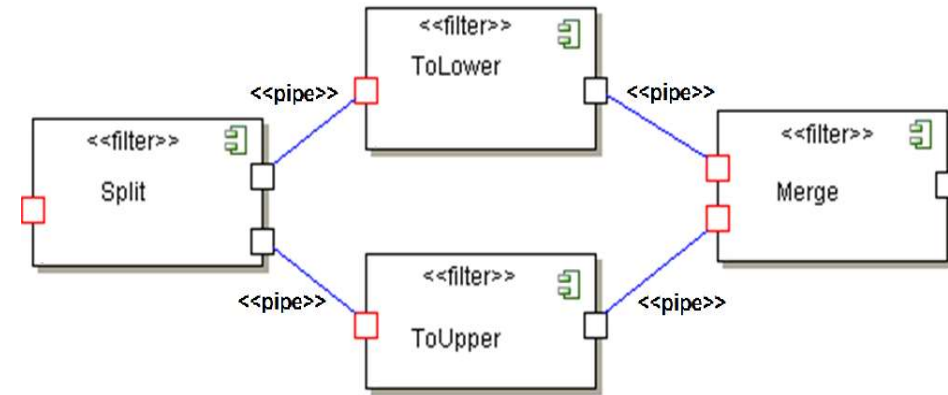 <<filter>>
ToLower
<<pipe>>
<<pipe>>
<<filter>>
Split
<<filter>>
Merge
<<filter>>
ToUpper
<<pipe>>
<<pipe>>